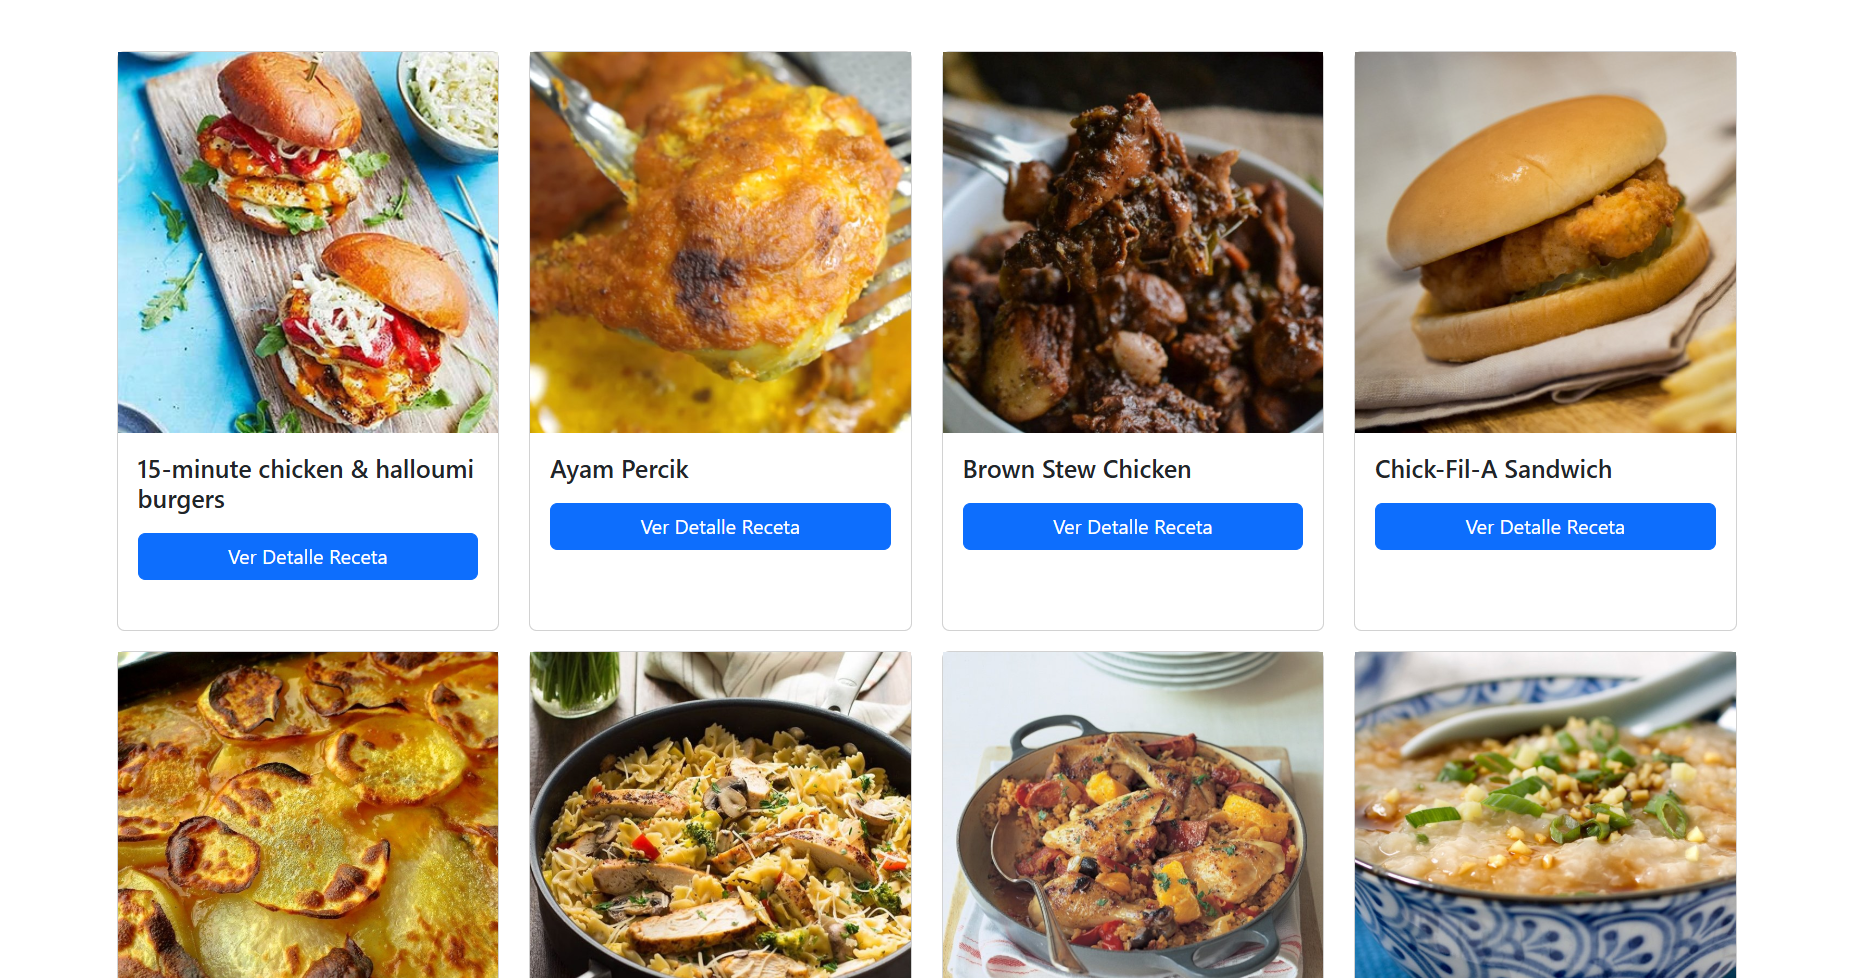 15-minute chicken & halloumi
burgers
Ver Detalle Receta
Ayam Percik
Ver Detalle Receta
Brown Stew Chicken
Ver Detalle Receta
Chick-Fil-A Sandwich
Ver Detalle Receta